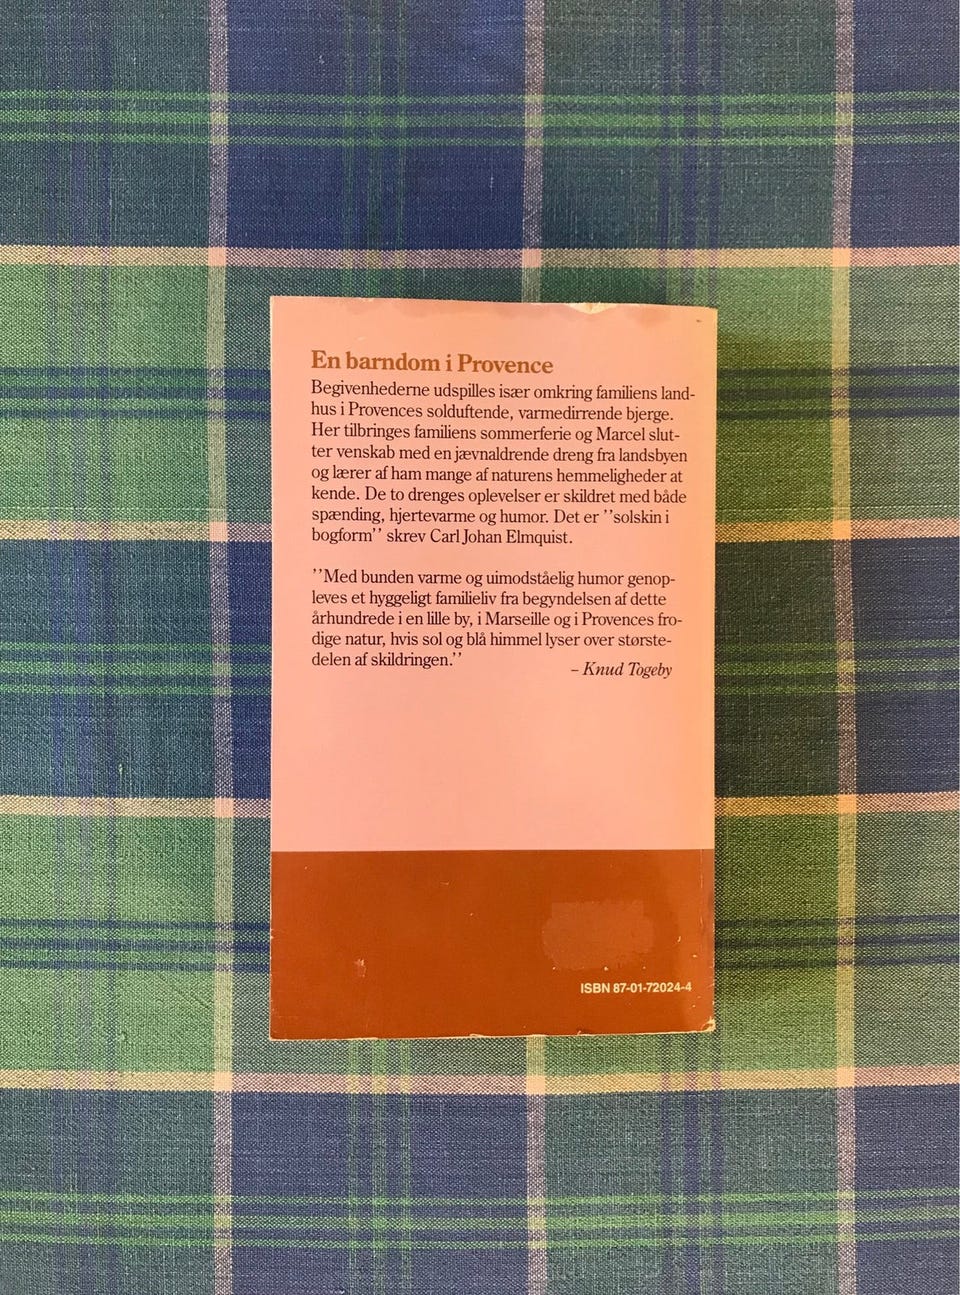 En barndom i Provence
Begivenhederne udspilles især omkring familiens land-
hus i Provences solduftende, varmedirrende bjerge.
Her tilbringes familiens sommerferie og Marcel slut-
ter venskab med en jævnaldrende dreng fra landsbyen
og lærer af ham mange af naturens hemmeligheder at
kende. De to drenges oplevelser er skildret med både
spænding, hjertevarme og humor. Det er ''solskin i
bogform'' skrev Carl Johan Elmquist.
''Med bunden varme og uimodståelig humor genop-
leves et hyggeligt familieliv fra begyndelsen af dette
århundrede i en lille by, i Marseille og i Provences fro-
dige natur, hvis sol og blå himmel lyser over største-
delen af skildringen.''
– Knud Togeby
ISBN 87-01-72024-4